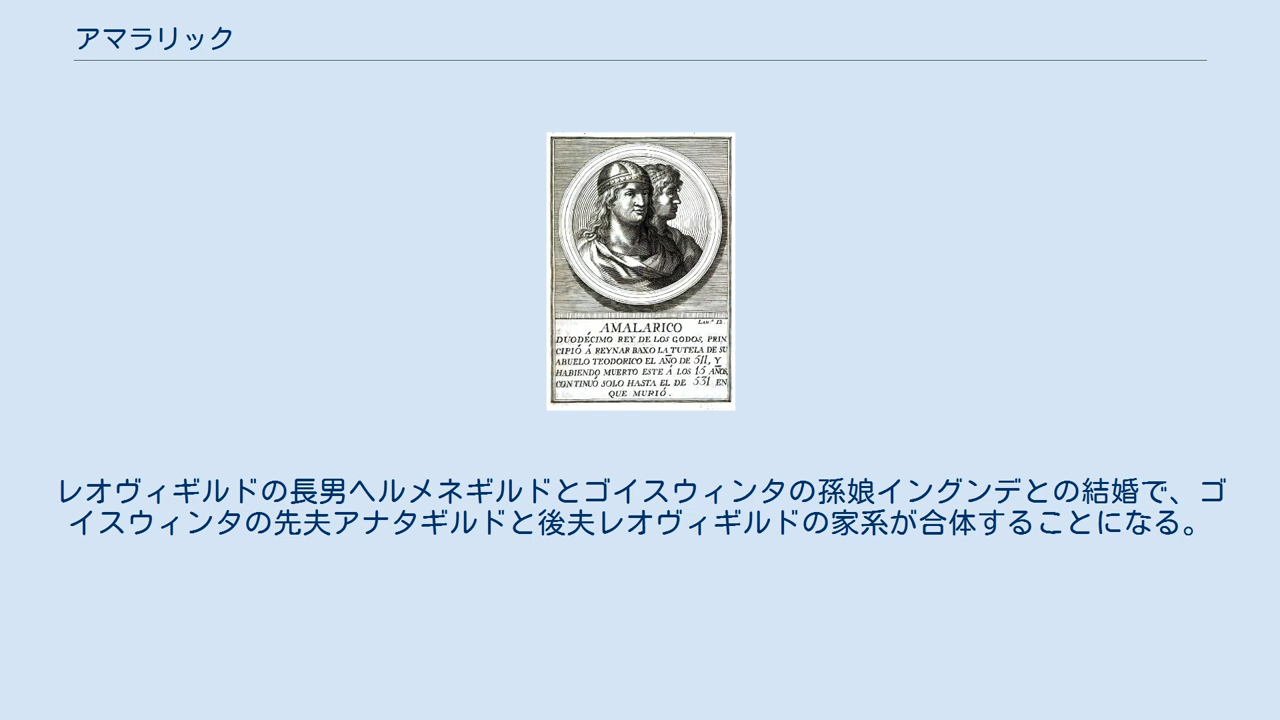 アマラリック
Lam.ª 12.
AMALARICO
DUODÉCIMO REY DE LOS GODOS, PRIN
CIPIÓ Á REYNAR BAXO LA TUTELA DE SU
ABUELO TEODORICO EL AÑO DE 511, Y
HABIENDO MUERTO ESTE Á LOS 15 AÑOS,
CONTINUÓ SOLO HASTA EL DE 531 EN
QUE MURIÓ.
レオヴィギルドの長男ヘルメネギルドとゴイスウィンタの孫娘イングンデとの結婚で、ゴ
イスウィンタの先夫アナタギルドと後夫レオヴィギルドの家系が合体することになる。